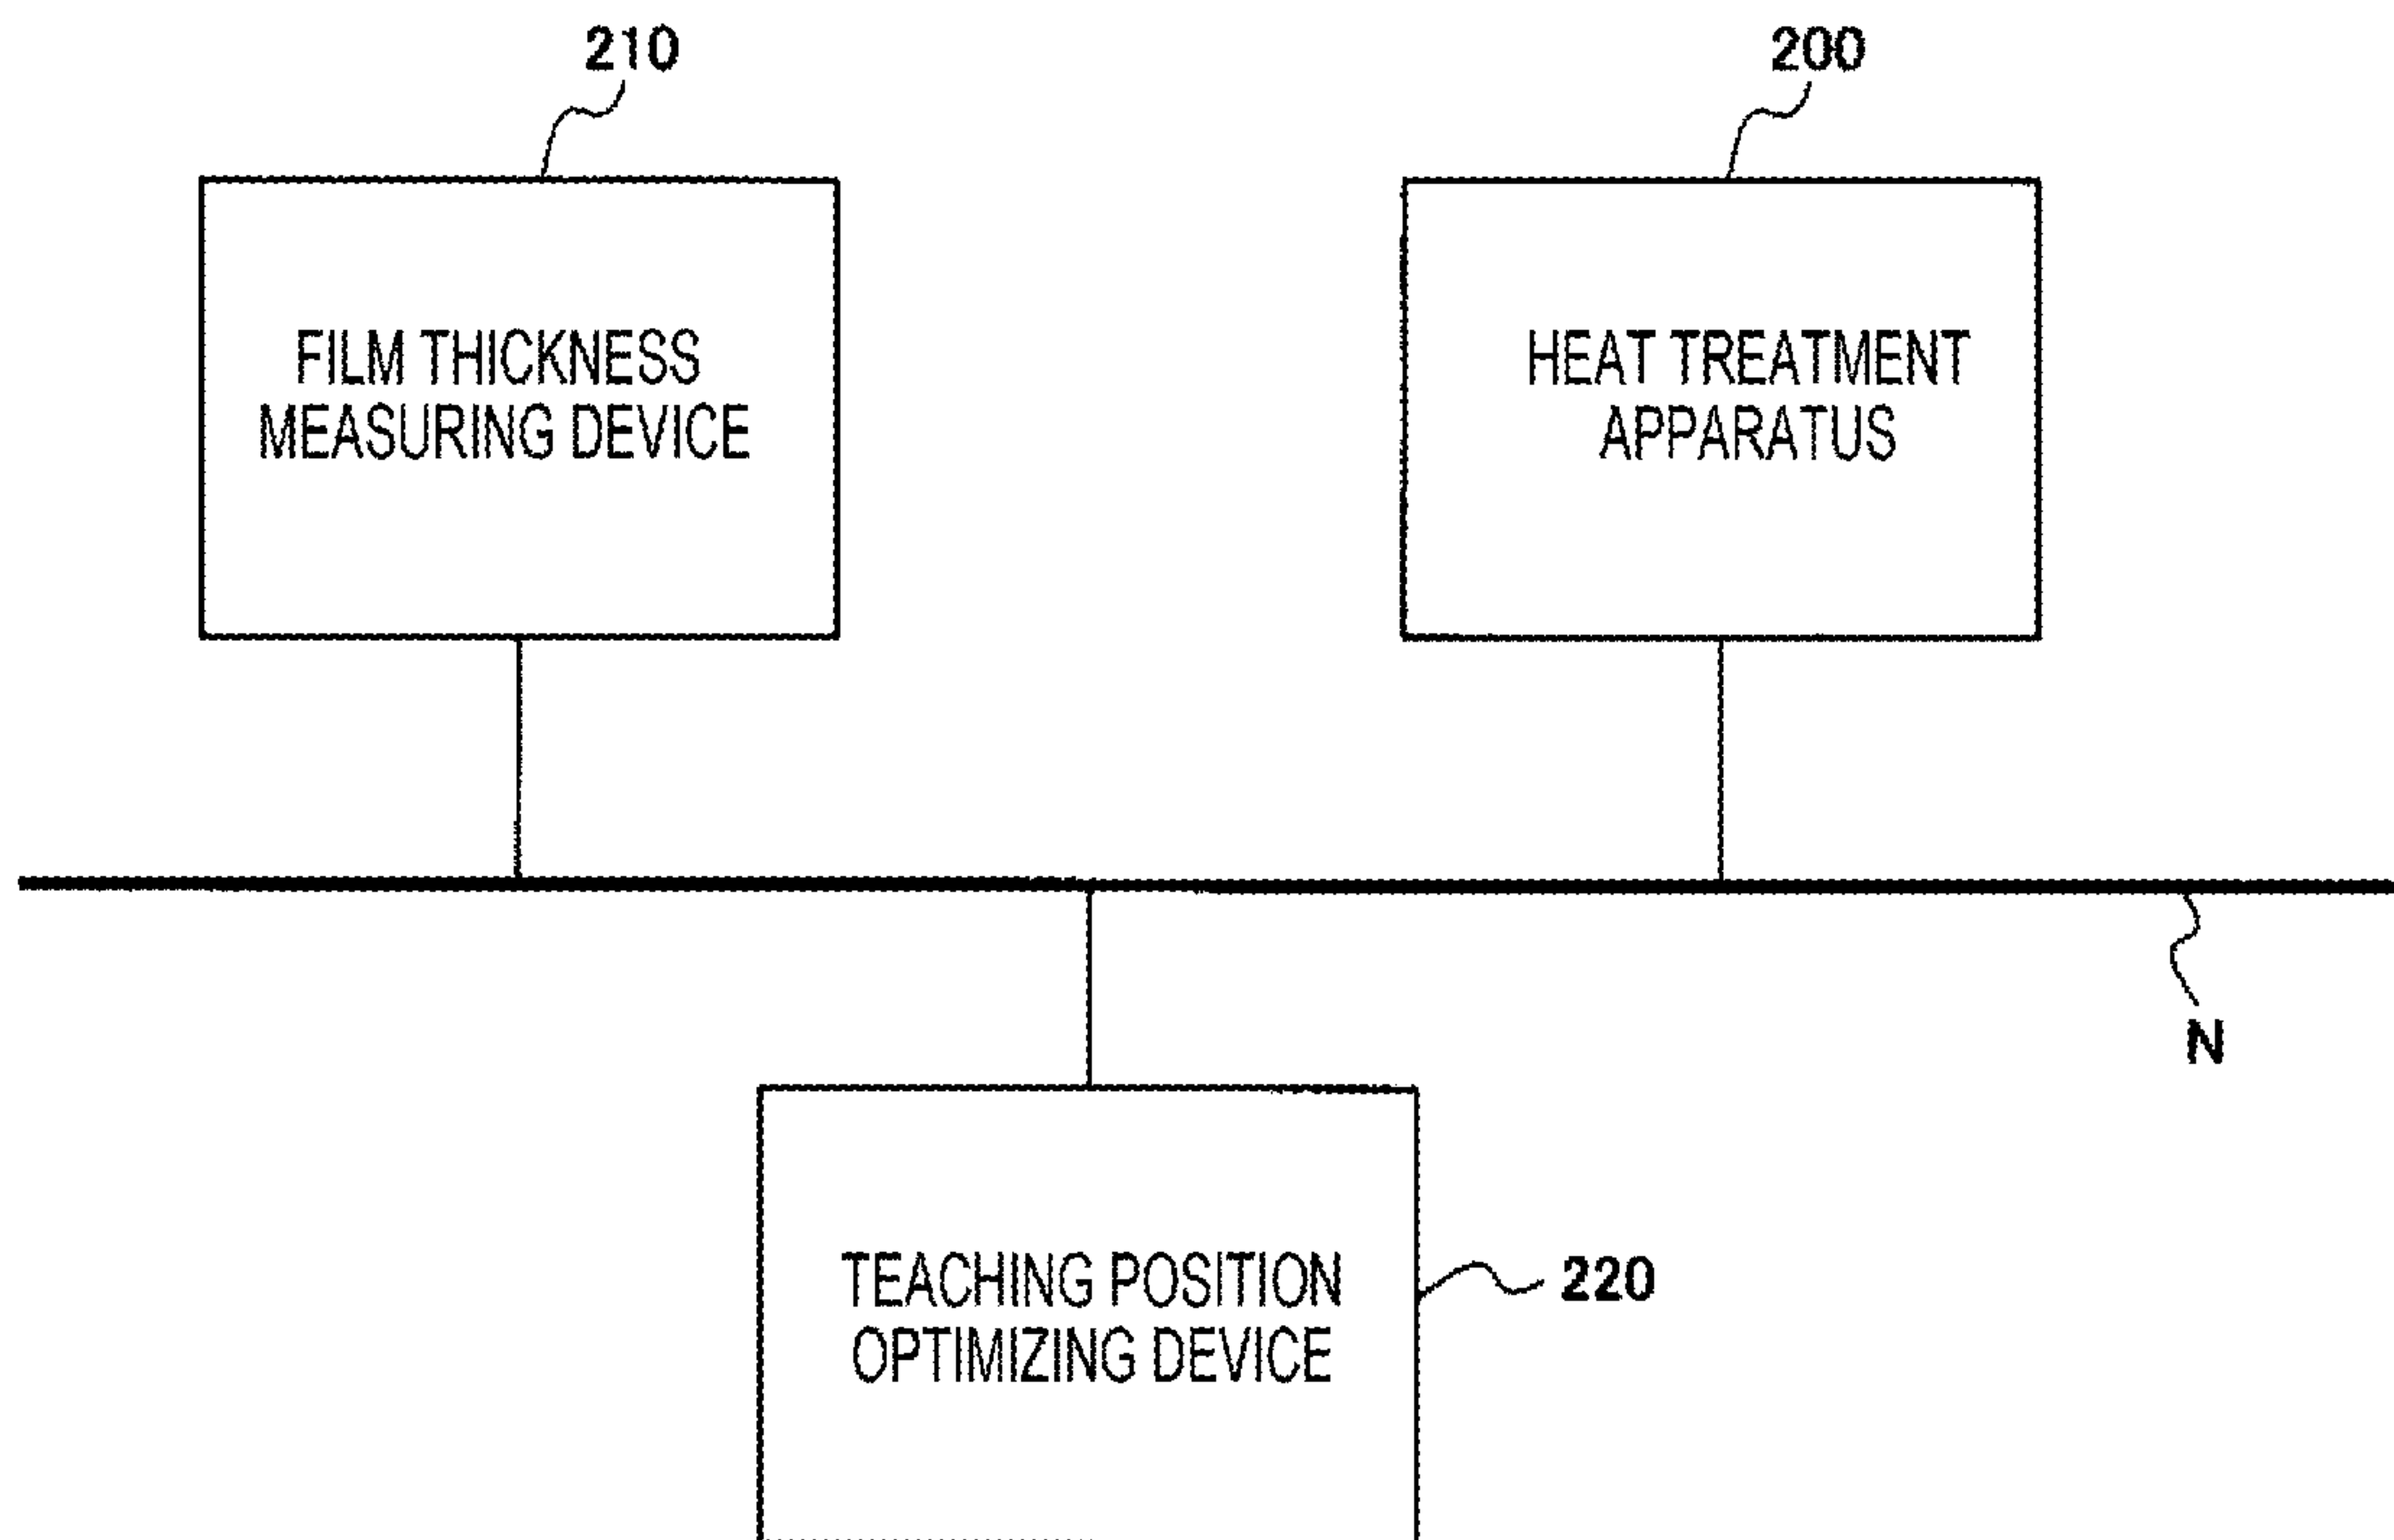 210
200
FILM THICKNESS
MEASURING DEVICE
HEAT TREATMENT
APPARATUS
N
TEACHING POSITION
OPTIMIZING DEVICE
220